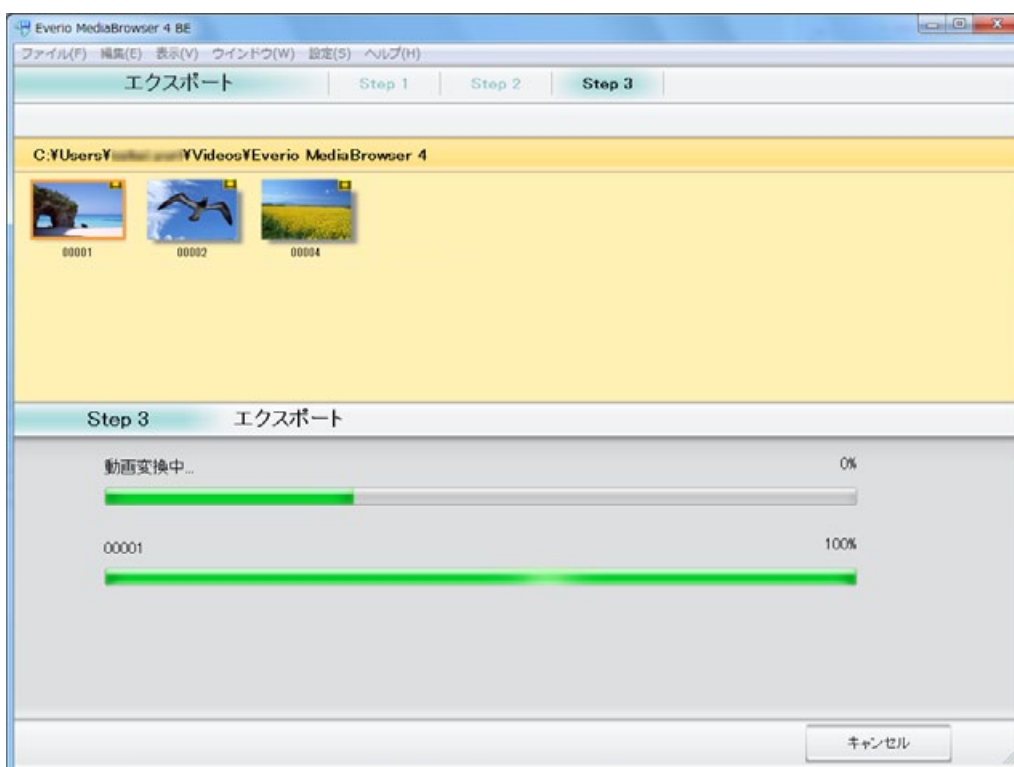 Everio MediaBrowser 4 BE
ファイル(F) 編集(E) 表示(V) ウインドウ(W) 設定(S) ヘルプ(H)
エクスポート Step 1 Step 2 Step 3
C:¥Users¥ ¥Videos¥Everio MediaBrowser 4
00001 00002 00004
Step 3 エクスポート
動画変換中... 0%
00001 100%
キャンセル